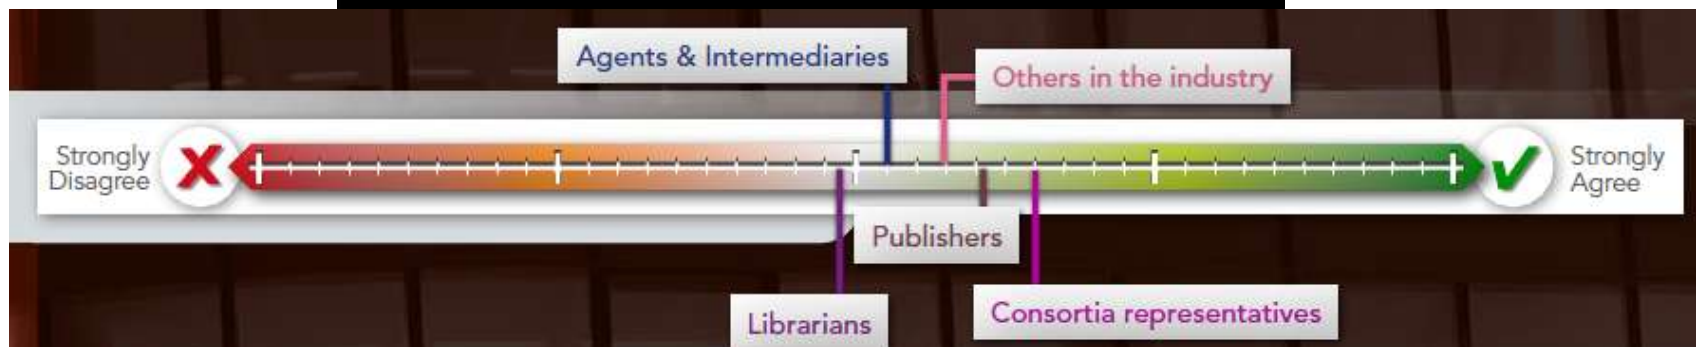 Agents & Intermediaries
Others in the industry
Strongly
Disagree
Strongly
Agree
Publishers
Librarians
Consortia representatives